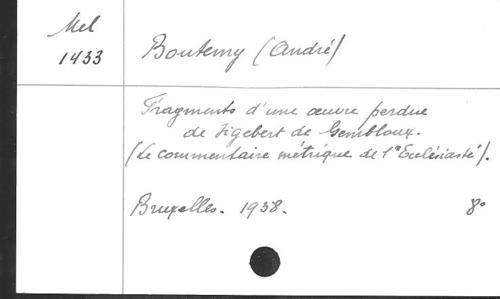 Mel
1433
Boutemy (André)
Fragments d'une œuvre perdue
de Sigebert de Gembloux.
(Le commentaire métrique de l'"Ecclésiaste").
Bruxelles. 1938. 8°